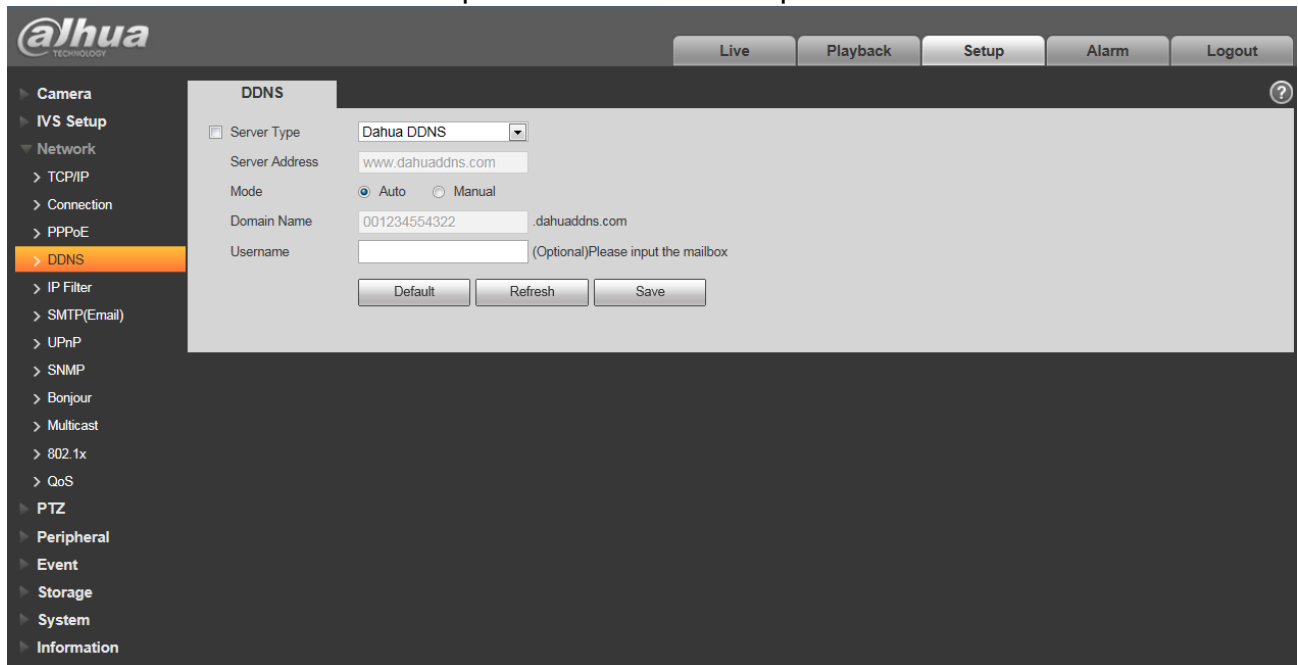 alhua
TECHNOLOGY
Live Playback Setup Alarm Logout
Camera
IVS Setup
Network
> TCP/IP
> Connection
> PPPoE
> DDNS
> IP Filter
> SMTP(Email)
> UPnP
> SNMP
> Bonjour
> Multicast
> 802.1x
> QoS
PTZ
Peripheral
Event
Storage
System
Information
DDNS
?
Server Type Dahua DDNS
Server Address www.dahuaddns.com
Mode Auto Manual
Domain Name 001234554322 .dahuaddns.com
Username (Optional)Please input the mailbox
Default Refresh Save